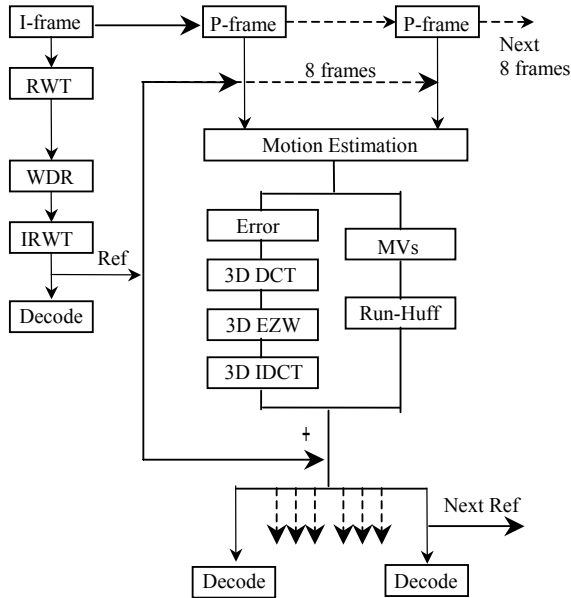 I-frame
P-frame
P-frame
Next
8 frames
RWT
8 frames
Motion Estimation
WDR
Error
MVs
IRWT
Ref
3D DCT
Decode
3D EZW
Run-Huff
3D IDCT
+
Next Ref
Decode
Decode